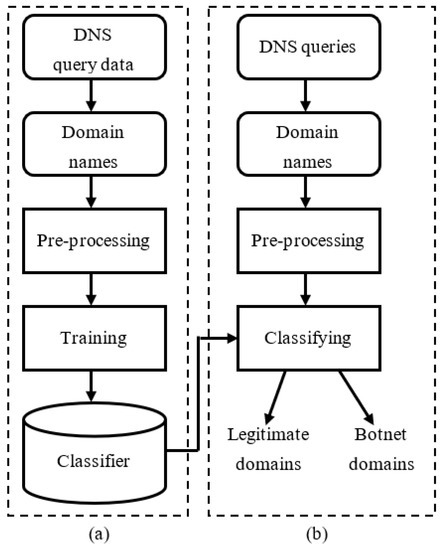 DNS
query data
Domain
names
Pre-processing
Training
Classifier
(a)
DNS queries
Domain
names
Pre-processing
Classifying
Legitimate
domains
Botnet
domains
(b)